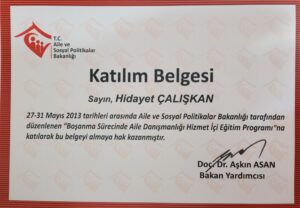 T.C.
Aile ve
Sosyal Politikalar
Bakanlığı
Katılım Belgesi
Sayın, Hidayet ÇALIŞKAN
27-31 Mayıs 2013 tarihleri arasında Aile ve Sosyal Politikalar Bakanlığı tarafından
düzenlenen "Boşanma Sürecinde Aile Danışmanlığı Hizmet İçi Eğitim Programı"na
katılarak bu belgeyi almaya hak kazanmıştır.
Doç. Dr. Aşkın ASAN
Bakan Yardımcısı